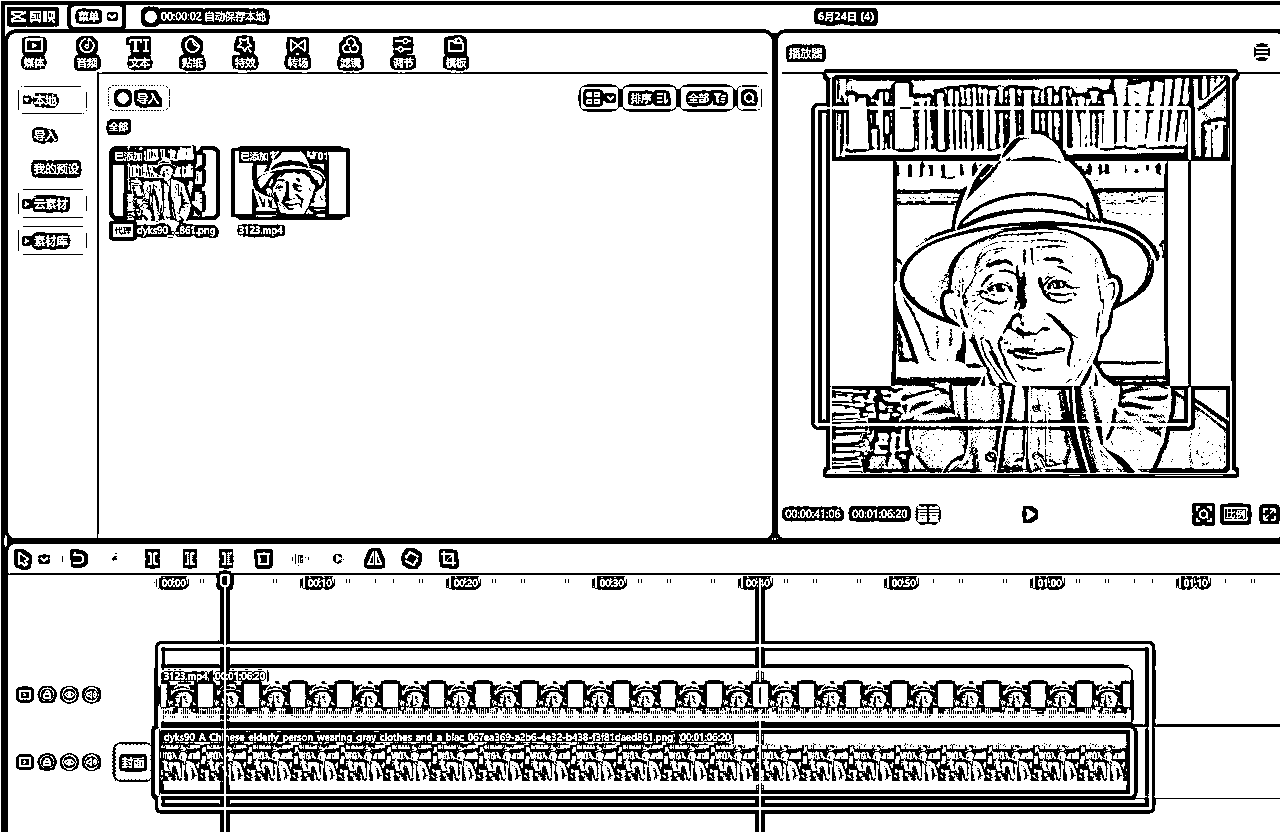 剪映 菜单 00:00:02 自动保存本地 6月24日 (4)
媒体 音频 文本 贴纸 特效 转场 滤镜 调节 模板
播放器
本地
导入
我的预设
云素材
素材库
导入
排序 全部
全部
已添加
已添加
代理 dyks90_...861.png
3123.mp4
00:00:41:06 00:01:06:20
比例
00:00 00:10 00:20 00:30 00:40 00:50 01:00 01:10
3123.mp4 00:01:06:20
封面
dyks90_A_Chinese_elderly_person_wearing_gray_clothes_and_a_blac_067ea369-a2b6-4e32-b438-f3f81daed861.png 00:01:06:20